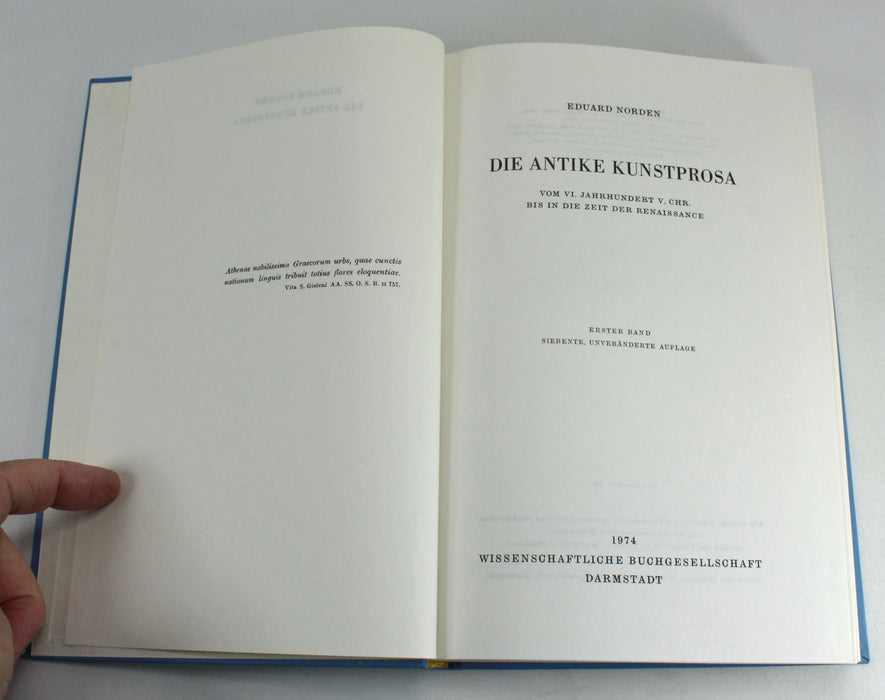 Athenae nobilissima Graecorum urbs, quae cunctis
nationum linguis tribuit totius flores eloquentiae.
Vita S. Gisleni AA. SS. O. S. B. II 757.
EDUARD NORDEN
DIE ANTIKE KUNSTPROSA
VOM VI. JAHRHUNDERT V. CHR.
BIS IN DIE ZEIT DER RENAISSANCE
ERSTER BAND
SIEBENTE, UNVERÄNDERTE AUFLAGE
1974
WISSENSCHAFTLICHE BUCHGESELLSCHAFT
DARMSTADT